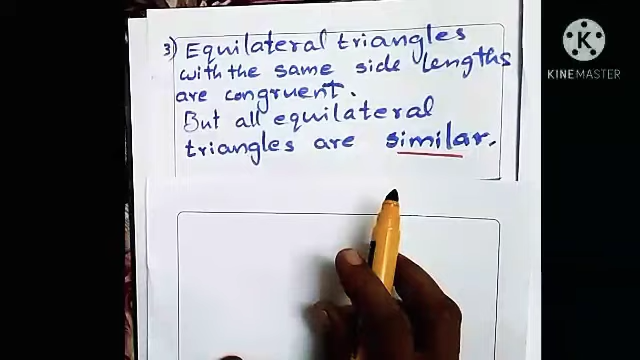 3) Equilateral triangles
with the same side lengths
are congruent.
But all equilateral
triangles are similar.
K
KINEMASTER